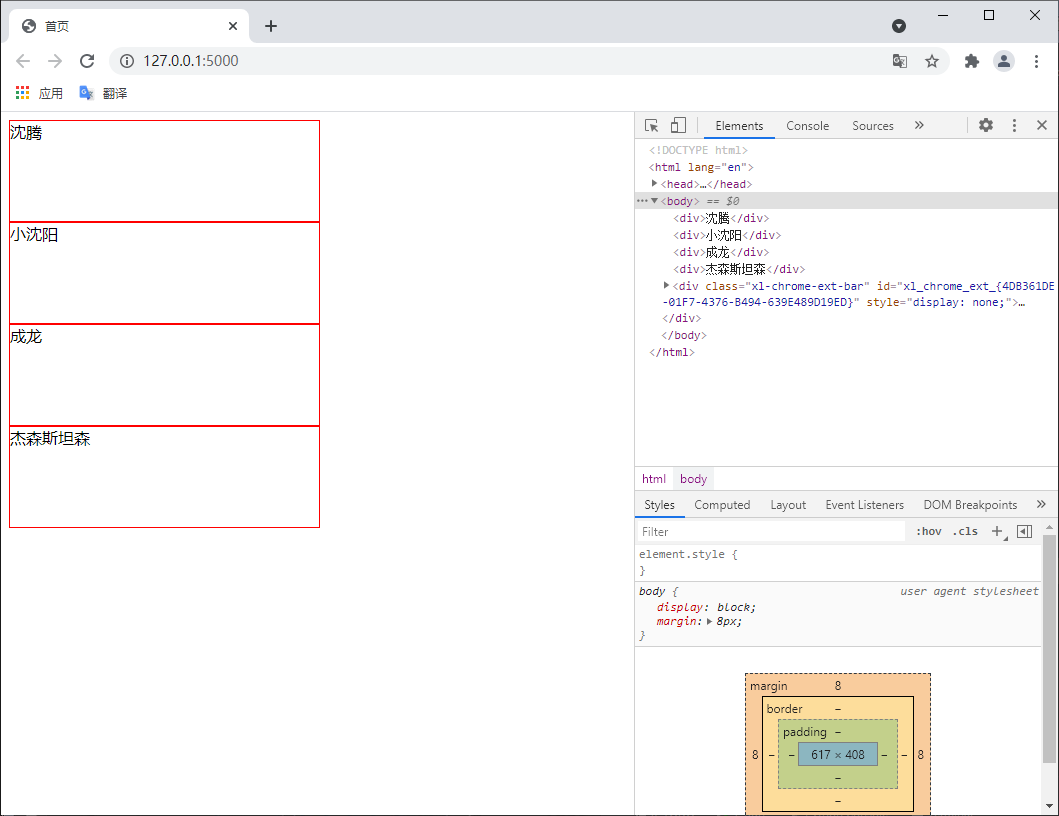 首页
127.0.0.1:5000
应用 翻译
沈腾
小沈阳
成龙
杰森斯坦森
Elements Console Sources »
<!DOCTYPE html>
<html lang="en">
<head>…</head>
<body> == $0
<div>沈腾</div>
<div>小沈阳</div>
<div>成龙</div>
<div>杰森斯坦森</div>
<div class="xl-chrome-ext-bar" id="xl_chrome_ext_{4DB361DE
-01F7-4376-B494-639E489D19ED}" style="display: none;">…
</div>
</body>
</html>
html body
Styles Computed Layout Event Listeners DOM Breakpoints »
Filter :hov .cls +
element.style {
}
body { user agent stylesheet
display: block;
margin: 8px;
}
margin 8
border –
padding –
8 – – 617 × 408 – – 8
–
–